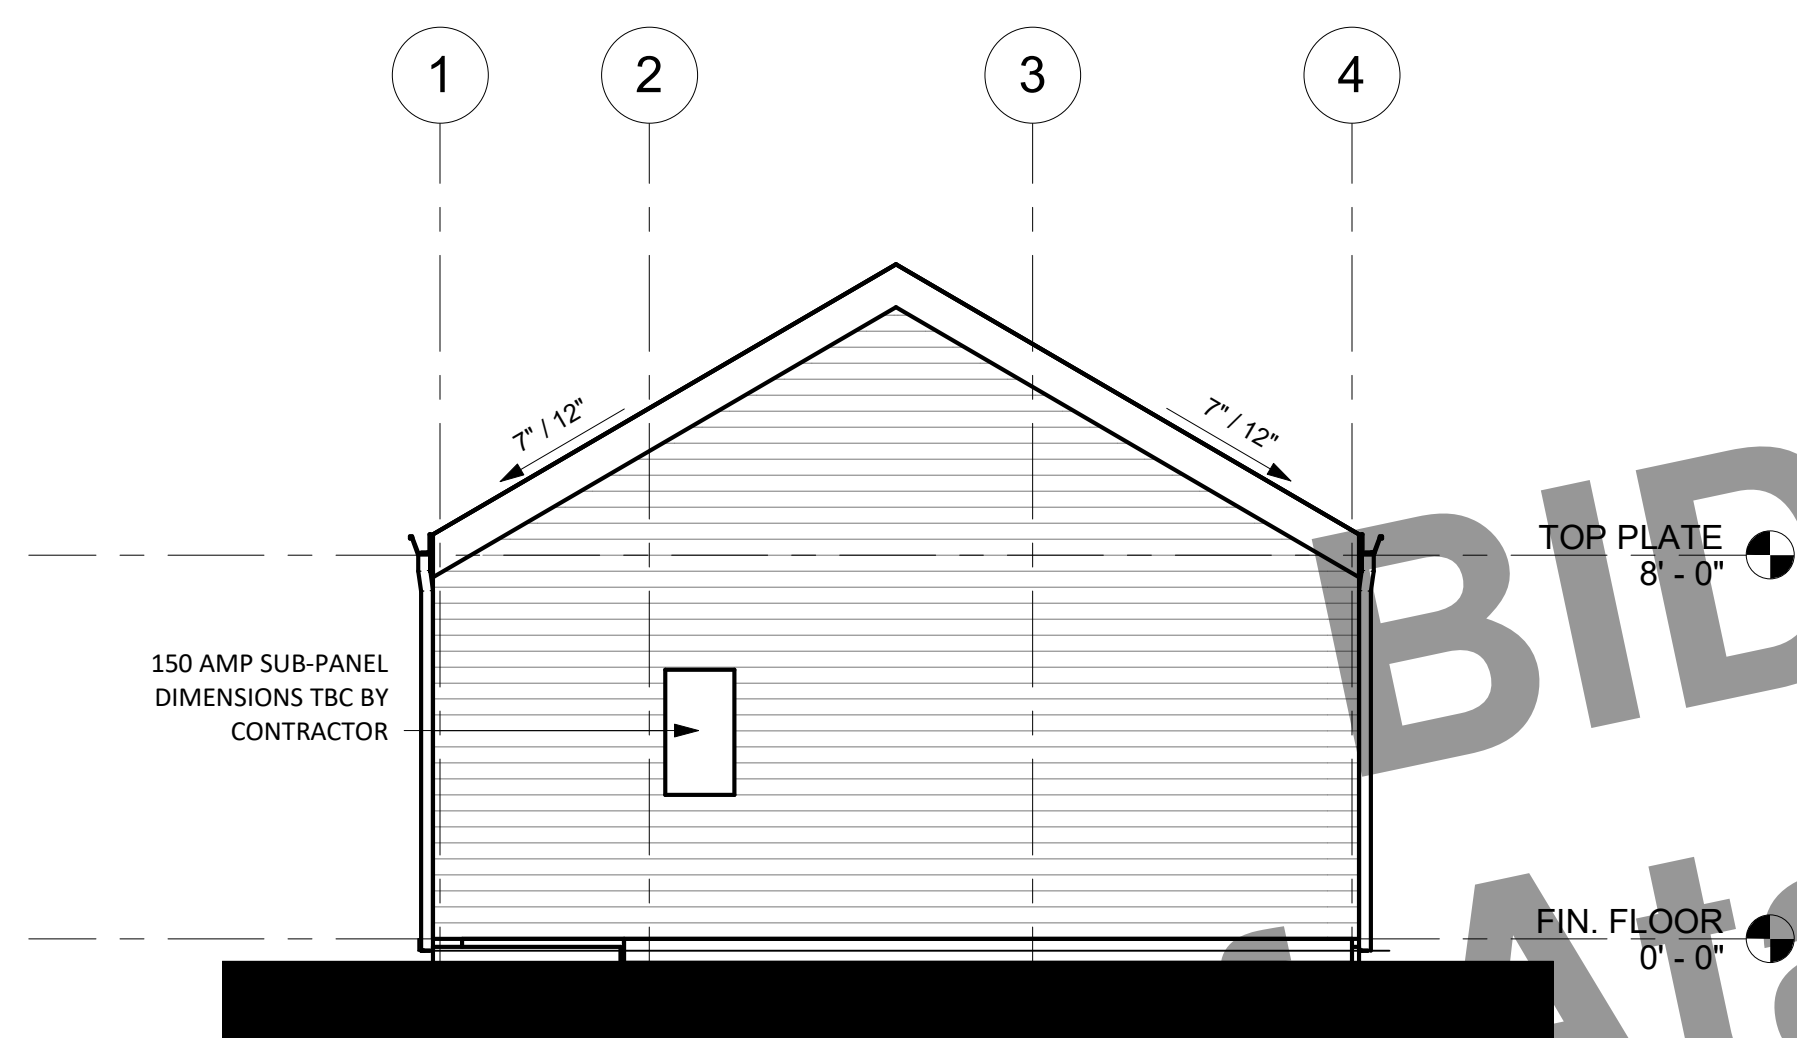 1
2
3
4
7" / 12"
7" / 12"
TOP PLATE
8' - 0"
150 AMP SUB-PANEL
DIMENSIONS TBC BY
CONTRACTOR
FIN. FLOOR
0' - 0"
BID